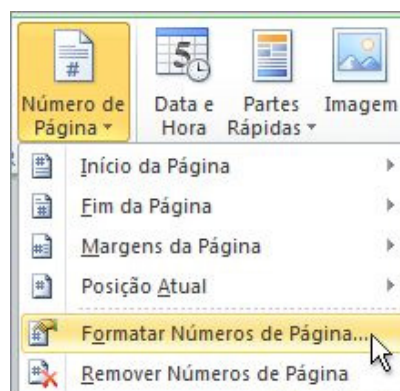 Número de Página
Data e Hora
Partes Rápidas
Imagem
Início da Página
Fim da Página
Margens da Página
Posição Atual
Formatar Números de Página...
Remover Números de Página